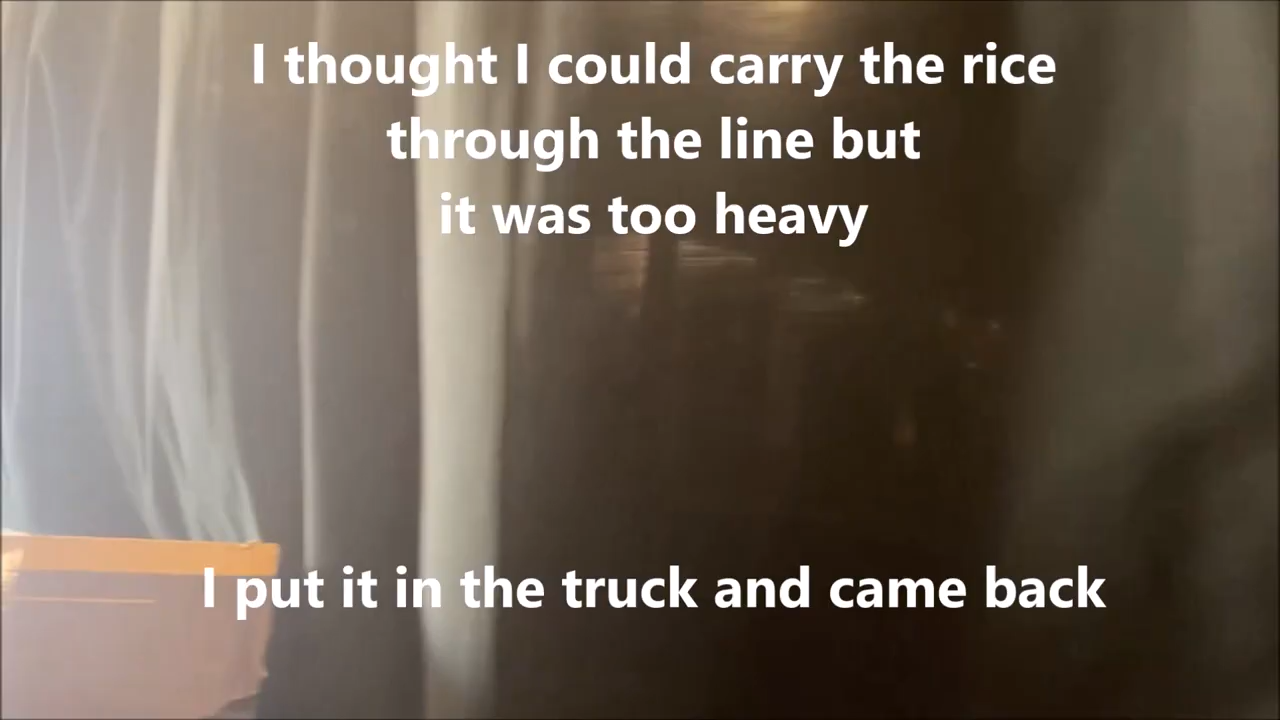 I thought I could carry the rice
through the line but
it was too heavy
I put it in the truck and came back